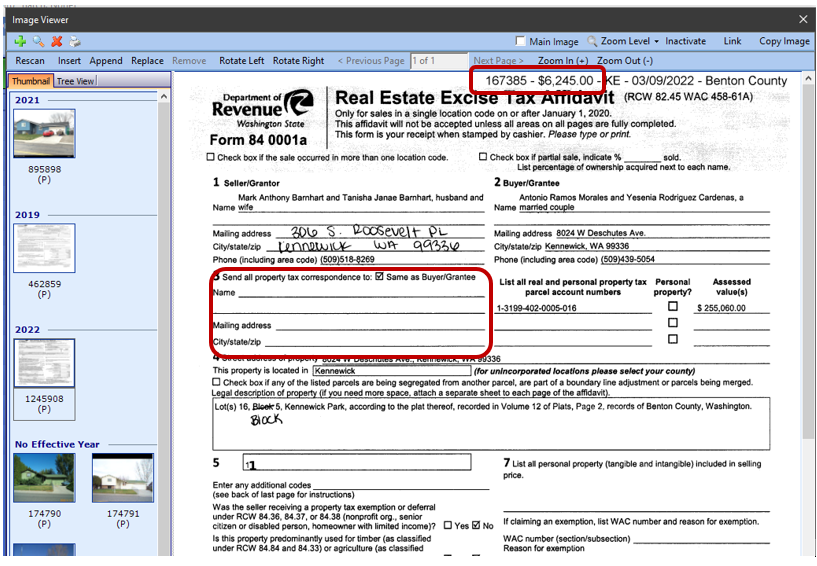 Image Viewer
Main Image Zoom Level Inactivate Link Copy Image
Rescan Insert Append Replace Remove Rotate Left Rotate Right < Previous Page 1 of 1 Next Page > Zoom In (+) Zoom Out (-)
Thumbnail Tree View
2021
895898
(P)
2019
462859
(P)
2022
1245908
(P)
No Effective Year
174790
(P)
174791
(P)
167385 - $6,245.00 - KE - 03/09/2022 - Benton County
Department of
Revenue
Washington State
Form 84 0001a
Real Estate Excise Tax Affidavit (RCW 82.45 WAC 458-61A)
Only for sales in a single location code on or after January 1, 2020.
This affidavit will not be accepted unless all areas on all pages are fully completed.
This form is your receipt when stamped by cashier. Please type or print.
Check box if the sale occurred in more than one location code.
Check box if partial sale, indicate % sold.
List percentage of ownership acquired next to each name.
1 Seller/Grantor
Mark Anthony Barnhart and Tanisha Janae Barnhart, husband and
Name wife
Mailing address 306 S. Roosevelt PL
City/state/zip Kennewick WA 99336
Phone (including area code) (509)518-8269
2 Buyer/Grantee
Antonio Ramos Morales and Yesenia Rodriguez Cardenas, a
Name married couple
Mailing address 8024 W Deschutes Ave.
City/state/zip Kennewick, WA 99336
Phone (including area code) (509)439-5054
3 Send all property tax correspondence to: Same as Buyer/Grantee
Name
Mailing address
City/state/zip
List all real and personal property tax parcel account numbers
Personal property?
Assessed value(s)
1-3199-402-0005-016
$ 255,060.00
4 Street address of property 8024 W Deschutes Ave., Kennewick, WA 99336
This property is located in Kennewick (for unincorporated locations please select your county)
Check box if any of the listed parcels are being segregated from another parcel, are part of a boundary line adjustment or parcels being merged.
Legal description of property (if you need more space, attach a separate sheet to each page of the affidavit).
Lot(s) 16, Block 5, Kennewick Park, according to the plat thereof, recorded in Volume 12 of Plats, Page 2, records of Benton County, Washington.
Block
5 11
Enter any additional codes
(see back of last page for instructions)
Was the seller receiving a property tax exemption or deferral
under RCW 84.36, 84.37, or 84.38 (nonprofit org., senior
citizen or disabled person, homeowner with limited income)? Yes No
Is this property predominantly used for timber (as classified
under RCW 84.84 and 84.33) or agriculture (as classified
7 List all personal property (tangible and intangible) included in selling
price.
If claiming an exemption, list WAC number and reason for exemption.
WAC number (section/subsection)
Reason for exemption